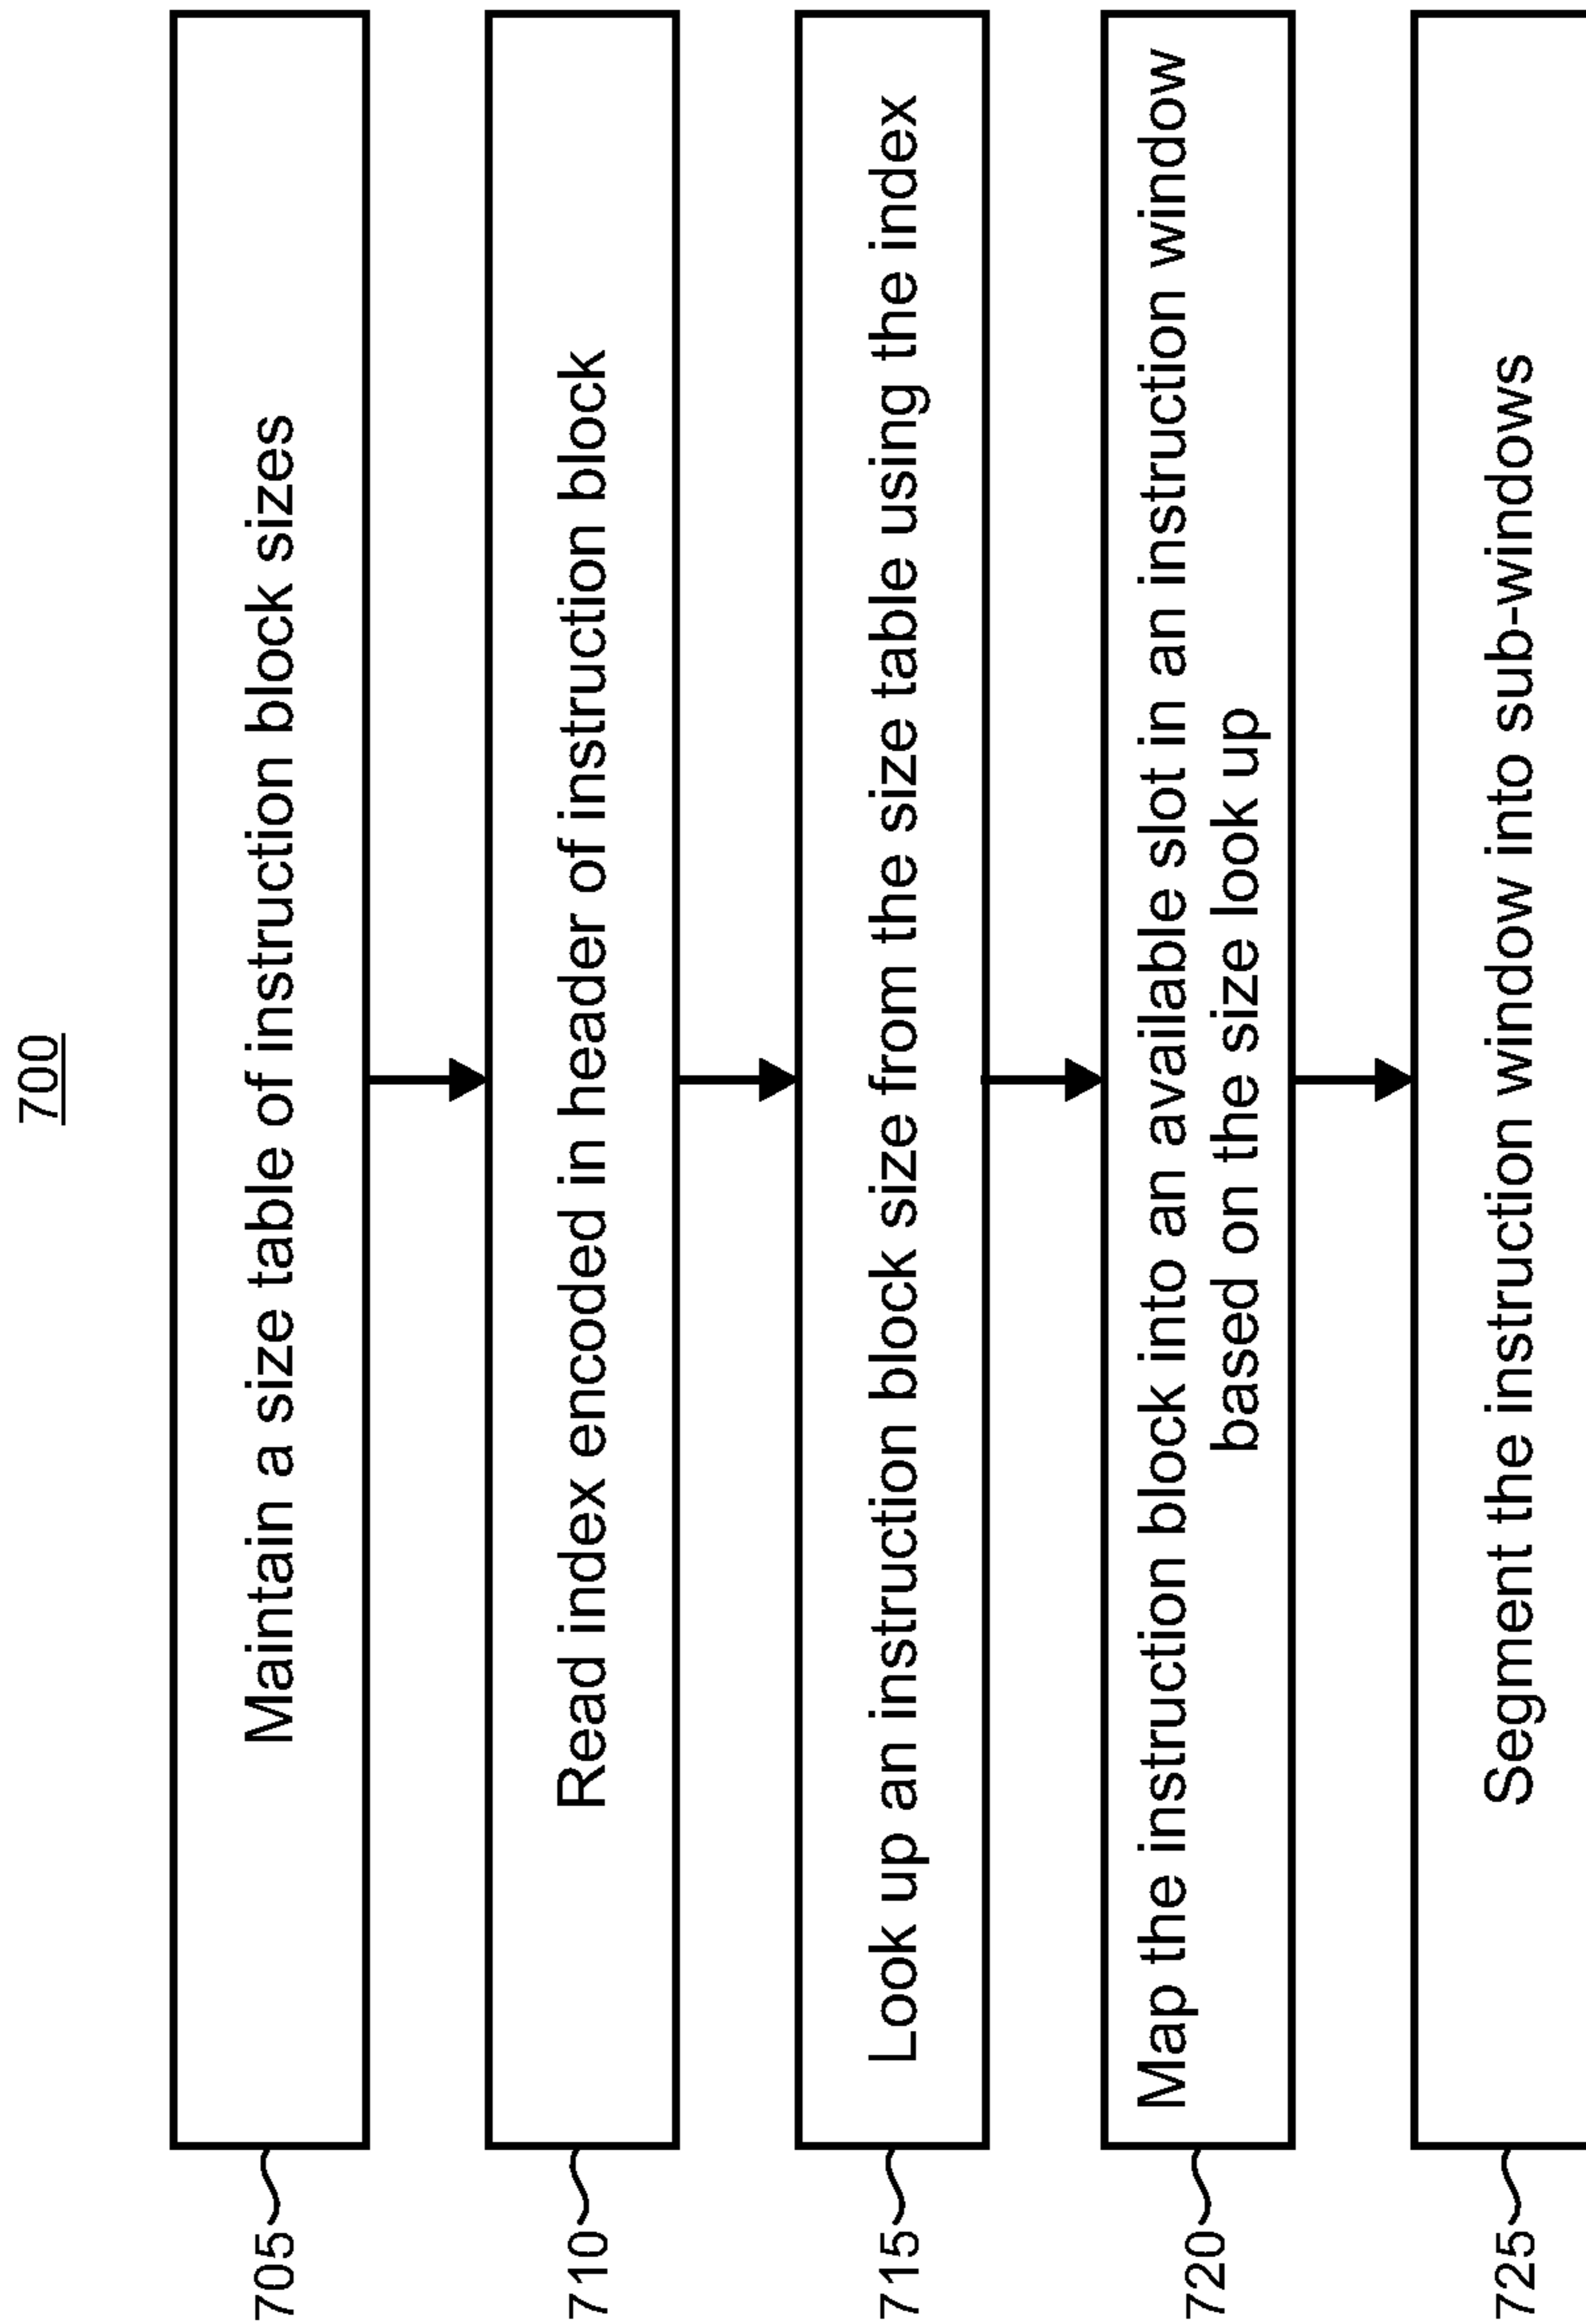 700
705
Maintain a size table of instruction block sizes
710
Read index encoded in header of instruction block
715
Look up an instruction block size from the size table using the index
720
Map the instruction block into an available slot in an instruction window
based on the size look up
725
Segment the instruction window into sub-windows